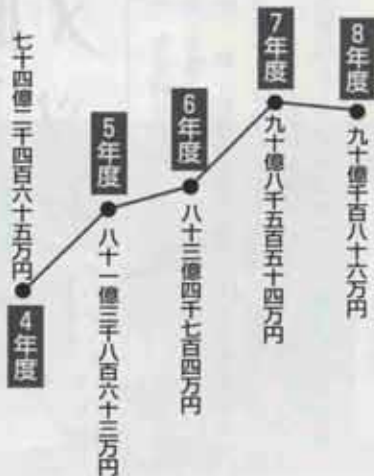 8年度
九十億千百八十六万円
7年度
九十億八千五百五十四万円
6年度
八十三億四千七百四万円
5年度
八十一億三千八百六十三万円
4年度
七十四億二千四百六十五万円